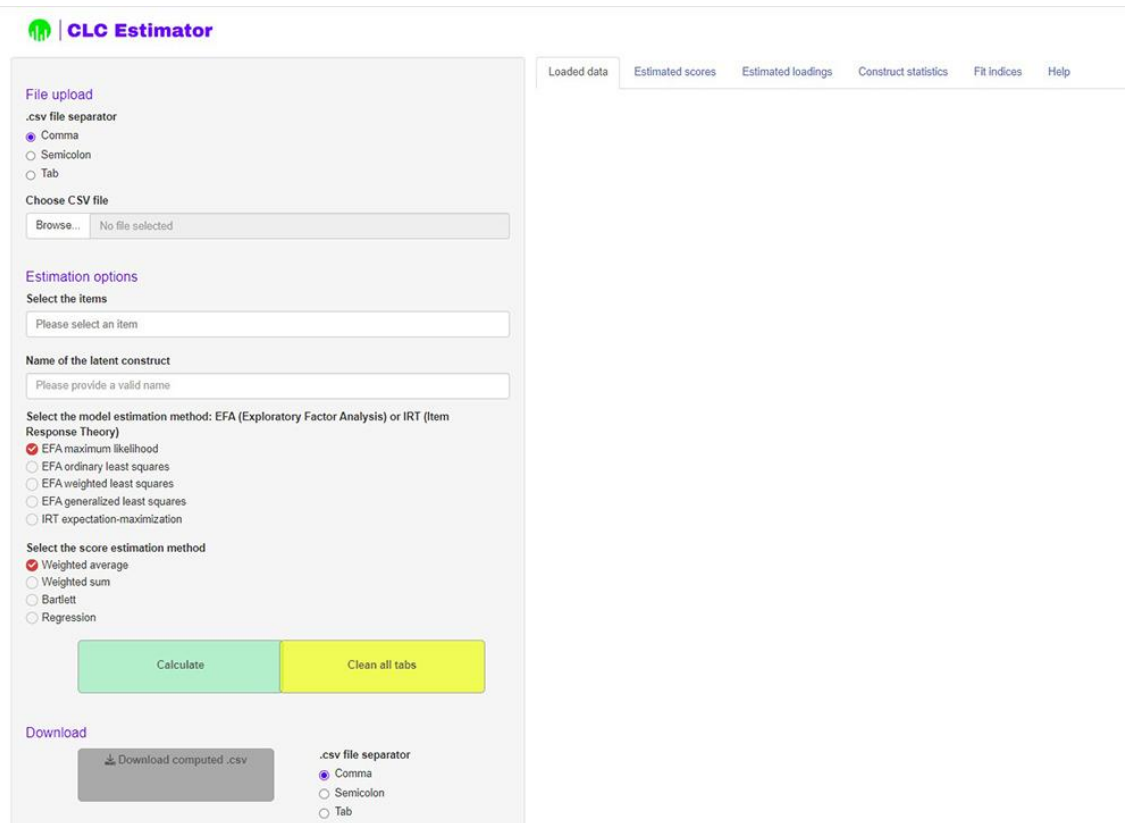 CLC Estimator
Loaded data
Estimated scores
Estimated loadings
Construct statistics
Fit indices
Help
File upload
.csv file separator
Comma
Semicolon
Tab
Choose CSV file
Browse...
No file selected
Estimation options
Select the items
Please select an item
Name of the latent construct
Please provide a valid name
Select the model estimation method: EFA (Exploratory Factor Analysis) or IRT (Item
Response Theory)
EFA maximum likelihood
EFA ordinary least squares
EFA weighted least squares
EFA generalized least squares
IRT expectation-maximization
Select the score estimation method
Weighted average
Weighted sum
Bartlett
Regression
Calculate
Clean all tabs
Download
Download computed .csv
.csv file separator
Comma
Semicolon
Tab